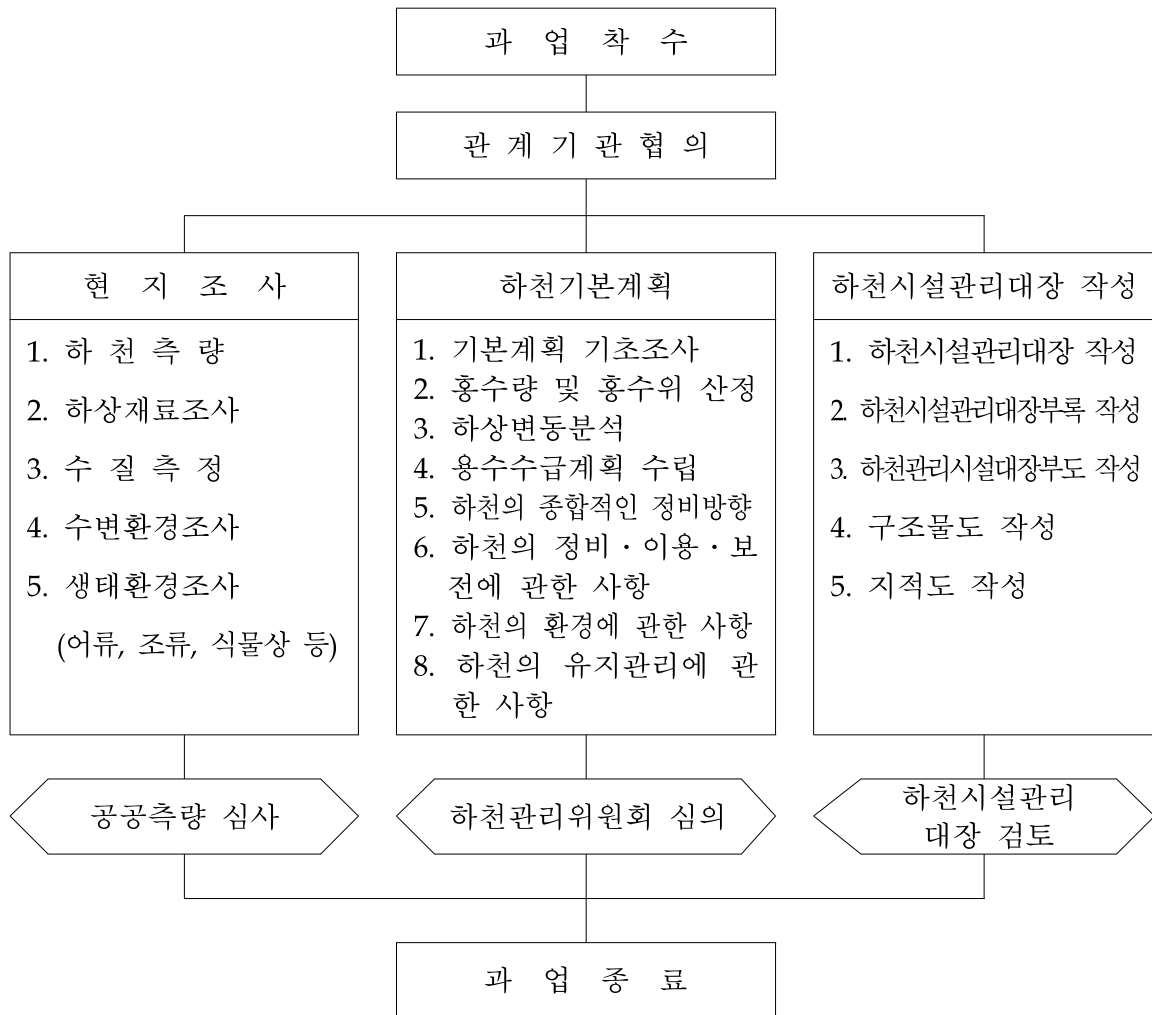 과 업 착 수
관 계 기 관 협 의
현 지 조 사
1. 하 천 측 량
2. 하상재료조사
3. 수 질 측 정
4. 수변환경조사
5. 생태환경조사
(어류, 조류, 식물상 등)
하천기본계획
1. 기본계획 기초조사
2. 홍수량 및 홍수위 산정
3. 하상변동분석
4. 용수수급계획 수립
5. 하천의 종합적인 정비방향
6. 하천의 정비·이용·보
전에 관한 사항
7. 하천의 환경에 관한 사항
8. 하천의 유지관리에 관
한 사항
하천시설관리대장 작성
1. 하천시설관리대장 작성
2. 하천시설관리대장부록 작성
3. 하천관리시설대장부도 작성
4. 구조물도 작성
5. 지적도 작성
공공측량 심사
하천관리위원회 심의
하천시설관리
대장 검토
과 업 종 료